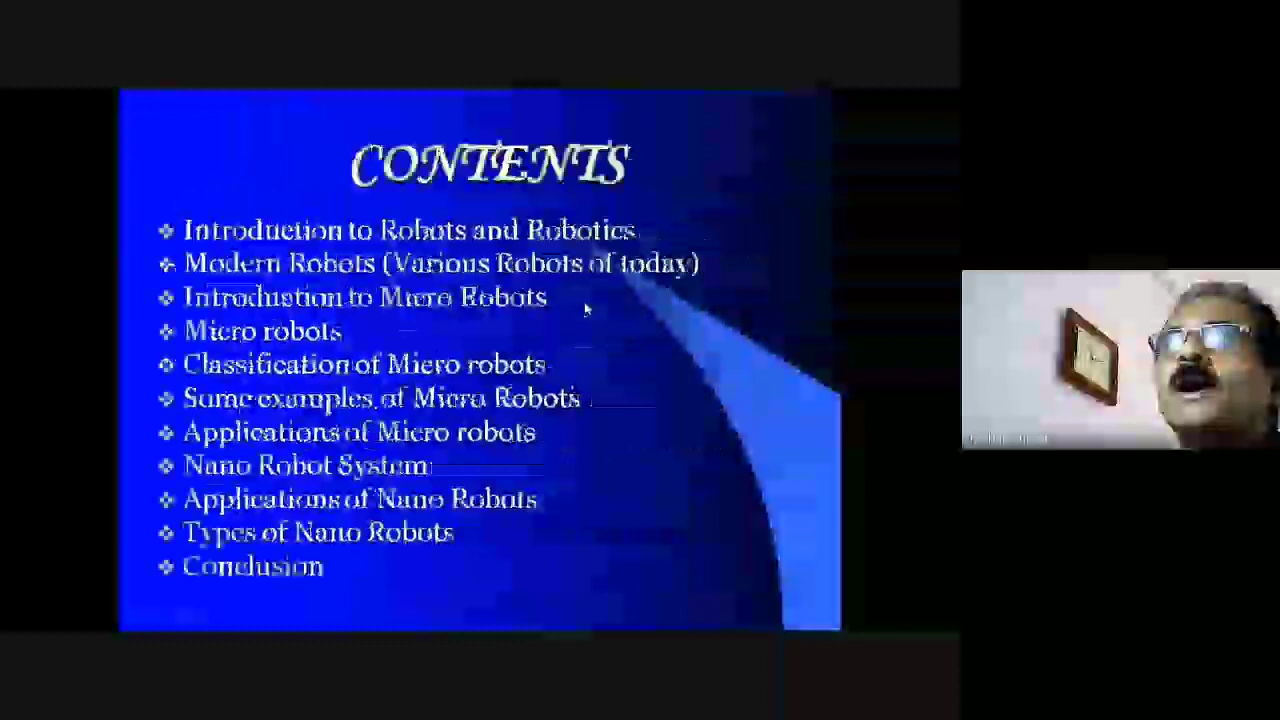 CONTENTS
Introduction to Robots and Robotics
Modern Robots (Various Robots of today)
Introduction to Micro Robots
Micro robots
Classification of Micro robots
Some examples of Micro Robots
Applications of Micro robots
Nano Robot System
Applications of Nano Robots
Types of Nano Robots
Conclusion